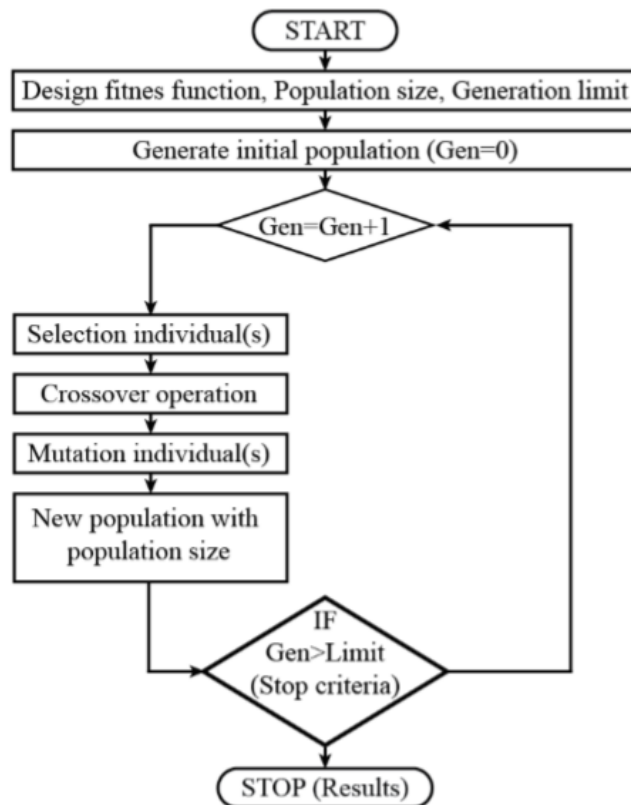 START
Design fitnes function, Population size, Generation limit
Generate initial population (Gen=0)
Gen=Gen+1
Selection individual(s)
Crossover operation
Mutation individual(s)
New population with
population size
IF
Gen>Limit
(Stop criteria)
STOP (Results)